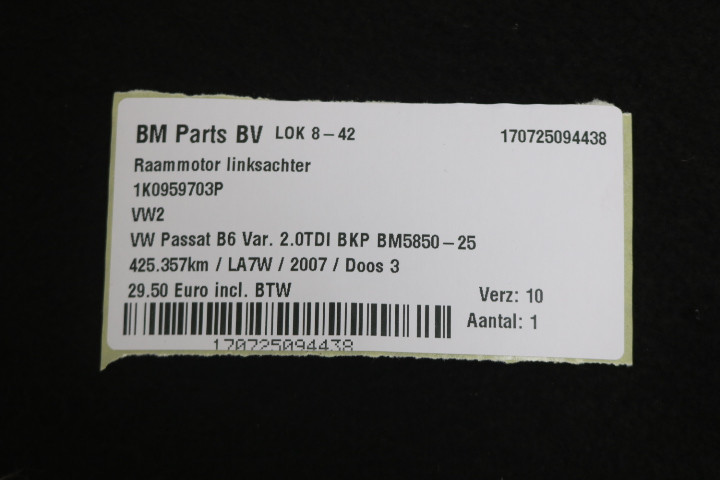 BM Parts BV LOK 8-42 170725094438
Raammotor linksachter
1K0959703P
VW2
VW Passat B6 Var. 2.0TDI BKP BM5850-25
425.357km / LA7W / 2007 / Doos 3
29.50 Euro incl. BTW Verz: 10
Aantal: 1
170725094438